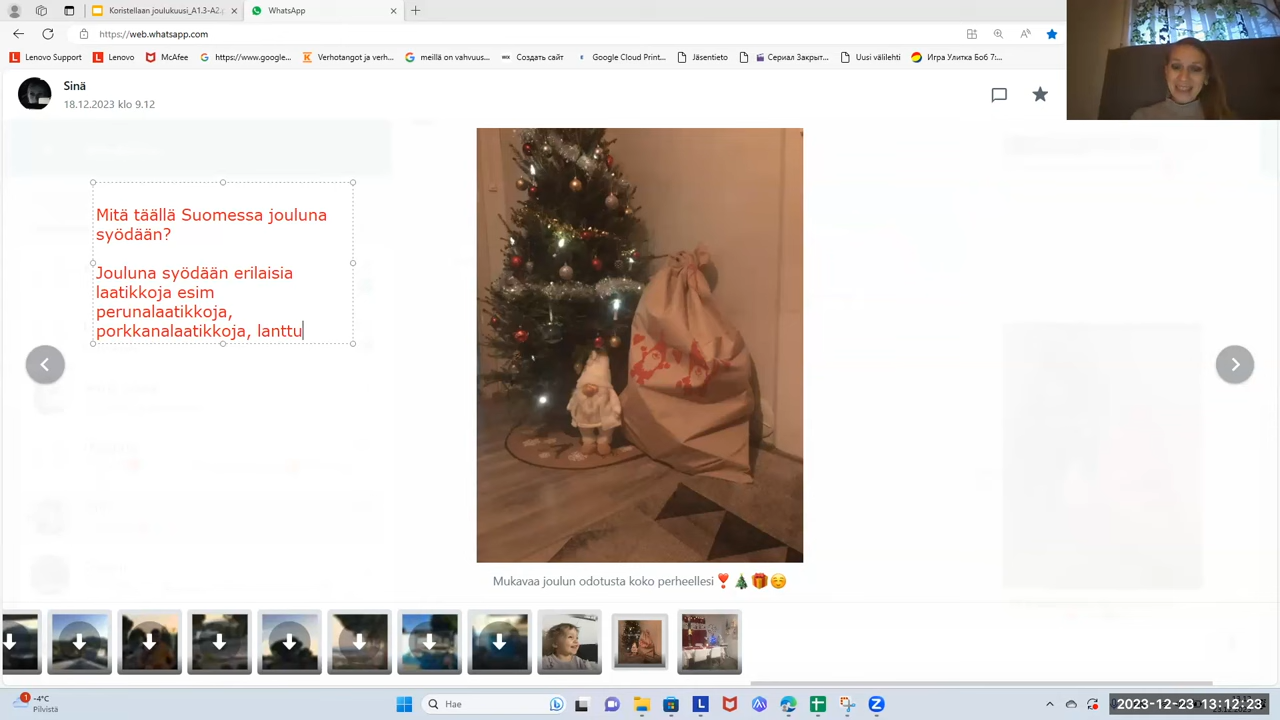 Koristellaan joulukuusi_A1.3-A2.
WhatsApp
https://web.whatsapp.com
Lenovo Support
Lenovo
McAfee
https://www.google...
Verhotangot ja verh...
meillä on vahvuus...
Создать сайт
Google Cloud Print...
Jäsentieto
Сериал Закрыт...
Uusi välilehti
Игра Улитка Боб 7:...
Sinä
18.12.2023 klo 9.12
Mitä täällä Suomessa jouluna
syödään?
Jouluna syödään erilaisia
laatikkoja esim
perunalaatikkoja,
porkkanalaatikkoja, lanttu
Mukavaa joulun odotusta koko perheellesi❣️🎄🎁☺️
-4°C
Pilvistä
Hae
2023-12-23 13:12:23